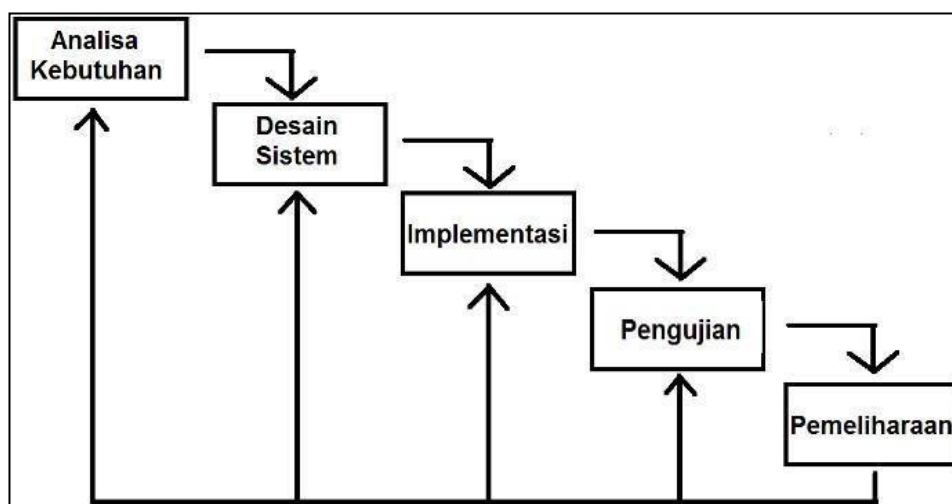 Analisa
Kebutuhan
Desain
Sistem
Implementasi
Pengujian
Pemeliharaan